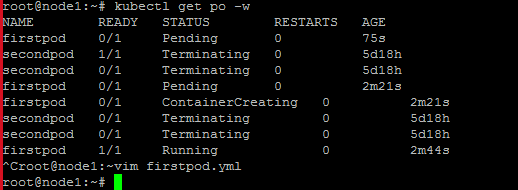 root@node1:~# kubectl get po -w
NAME READY STATUS RESTARTS AGE
firstpod 0/1 Pending 0 75s
secondpod 1/1 Terminating 0 5d18h
secondpod 0/1 Terminating 0 5d18h
firstpod 0/1 Pending 0 2m21s
firstpod 0/1 ContainerCreating 0 2m21s
secondpod 0/1 Terminating 0 5d18h
secondpod 0/1 Terminating 0 5d18h
firstpod 1/1 Running 0 2m44s
^Croot@node1:~vim firstpod.yml
root@node1:~#